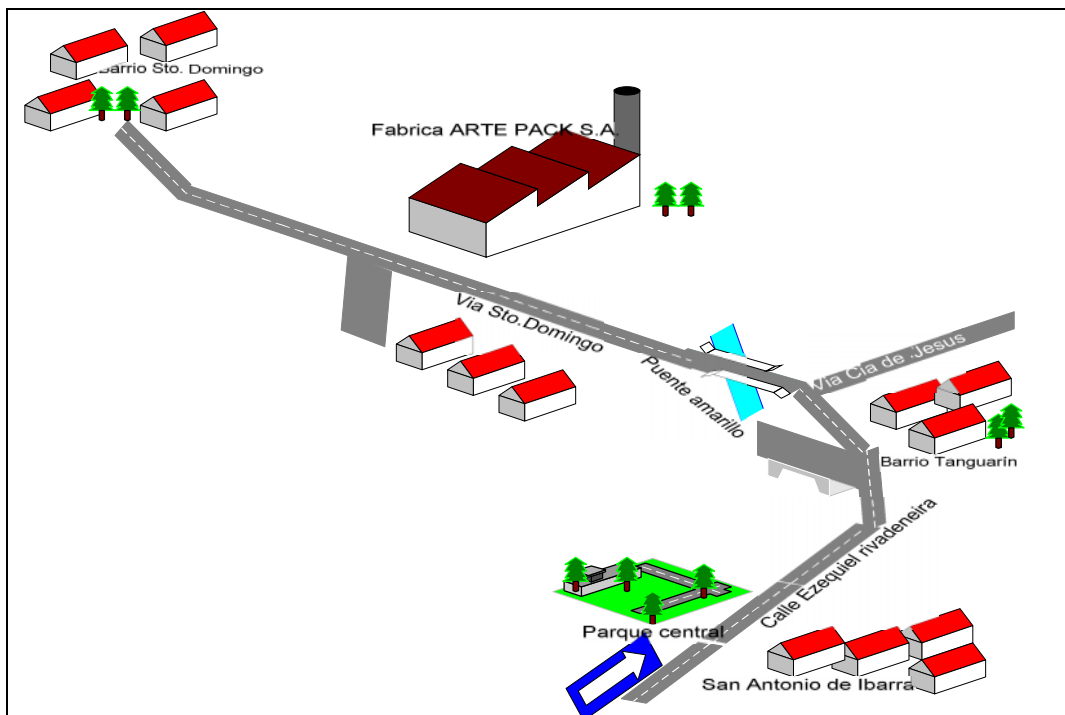 Barrio Sto. Domingo
Fabrica ARTE PACK S.A.
Via Sto.Domingo
Puente amarillo
Via Cia de Jesus
Barrio Tanguarín
Calle Ezequiel rivadeneira
Parque central
San Antonio de Ibarra